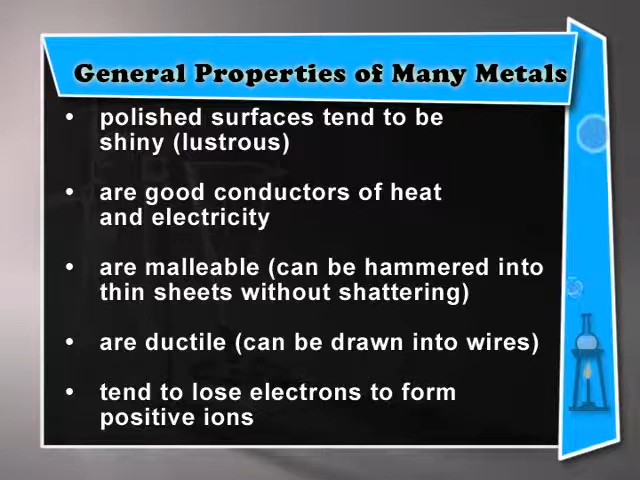 General Properties of Many Metals
• polished surfaces tend to be
shiny (lustrous)
• are good conductors of heat
and electricity
• are malleable (can be hammered into
thin sheets without shattering)
• are ductile (can be drawn into wires)
• tend to lose electrons to form
positive ions